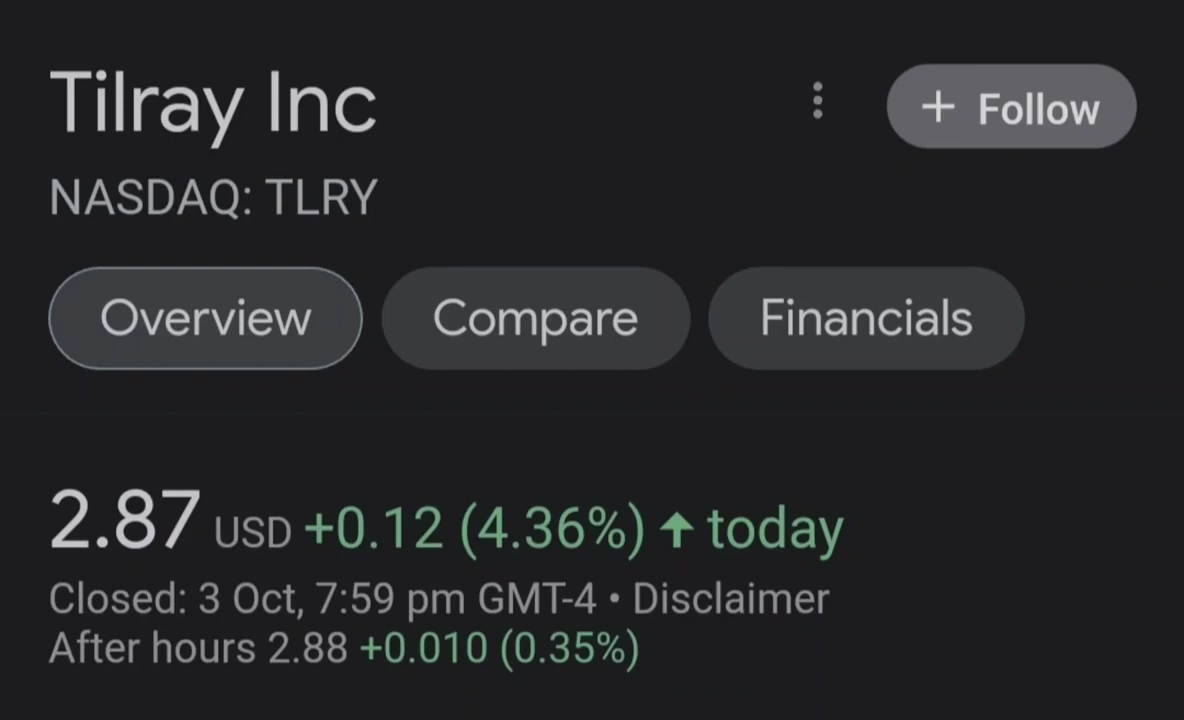 Tilray Inc
+ Follow
NASDAQ: TLRY
Overview
Compare
Financials
2.87 USD +0.12 (4.36%) ↑ today
Closed: 3 Oct, 7:59 pm GMT-4 • Disclaimer
After hours 2.88 +0.010 (0.35%)